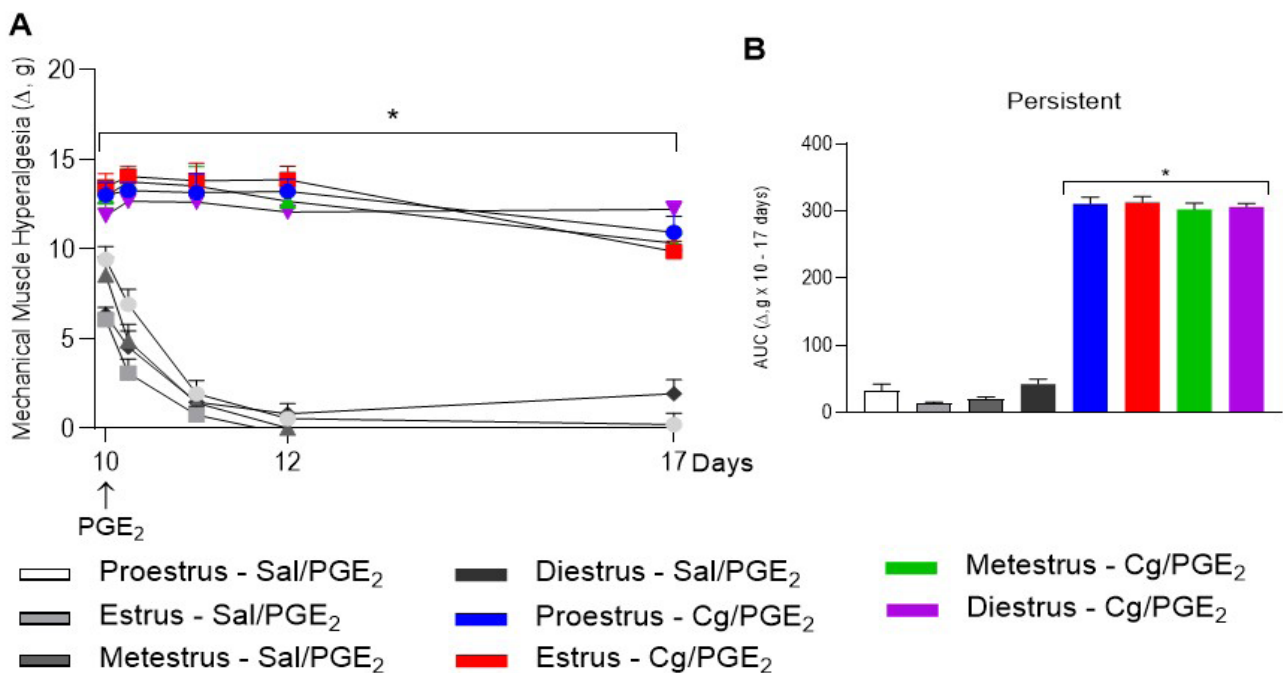 A
Mechanical Muscle Hyperalgesia (Δ, g)
20
15
10
5
0
*
10
12
17
Days
↑
PGE₂
B
Persistent
AUC (Δ, g x 10 - 17 days)
400
300
200
100
0
*
Proestrus - Sal/PGE₂
Estrus - Sal/PGE₂
Metestrus - Sal/PGE₂
Diestrus - Sal/PGE₂
Proestrus - Cg/PGE₂
Estrus - Cg/PGE₂
Metestrus - Cg/PGE₂
Diestrus - Cg/PGE₂